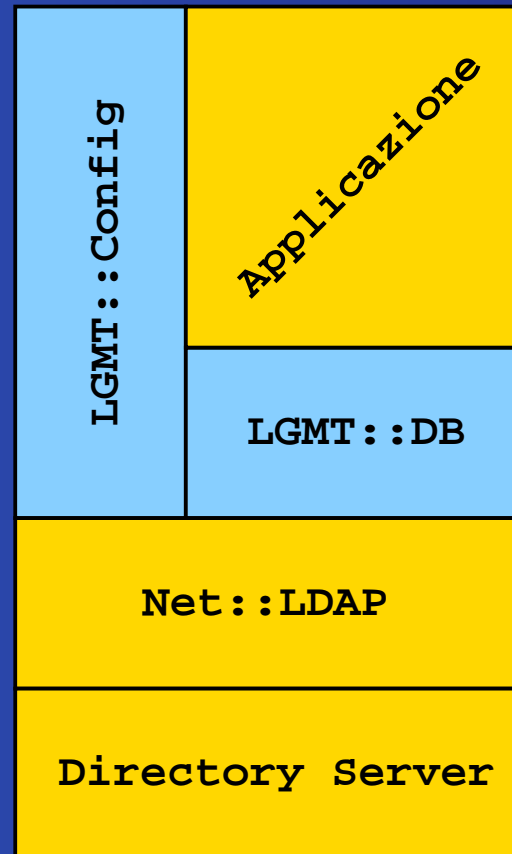 LGMT::Config
Applicazione
LGMT::DB
Net::LDAP
Directory Server